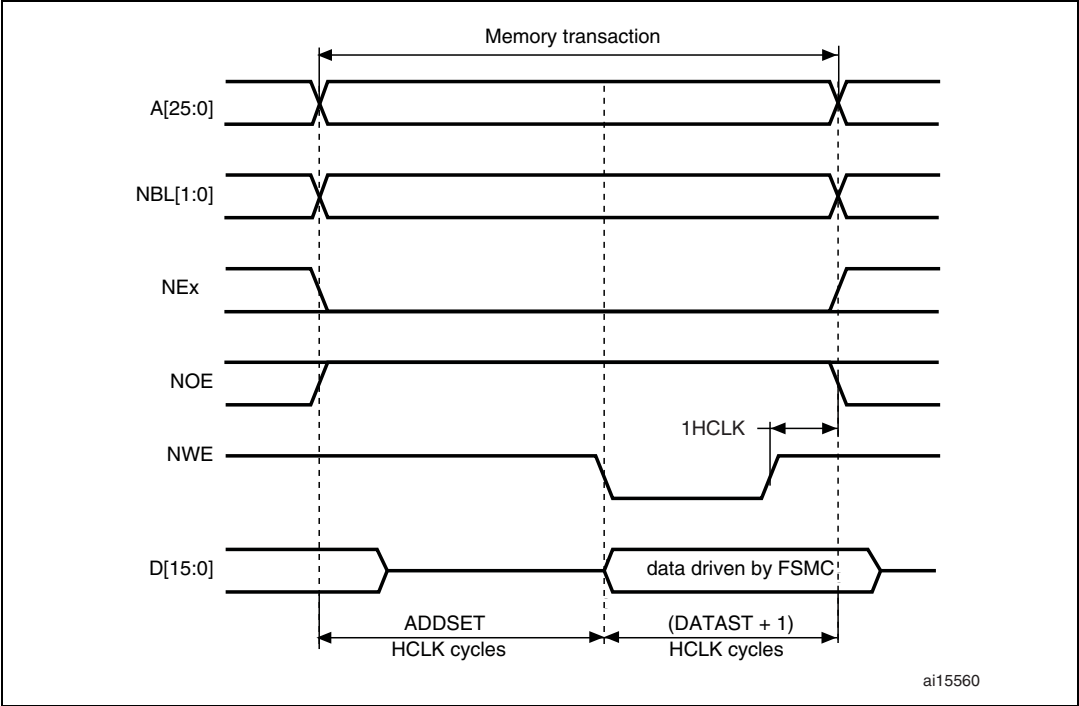 Memory transaction
A[25:0]
NBL[1:0]
NEx
NOE
1HCLK
NWE
D[15:0]
data driven by FSMC
ADDSET
HCLK cycles
(DATAST + 1)
HCLK cycles
ai15560